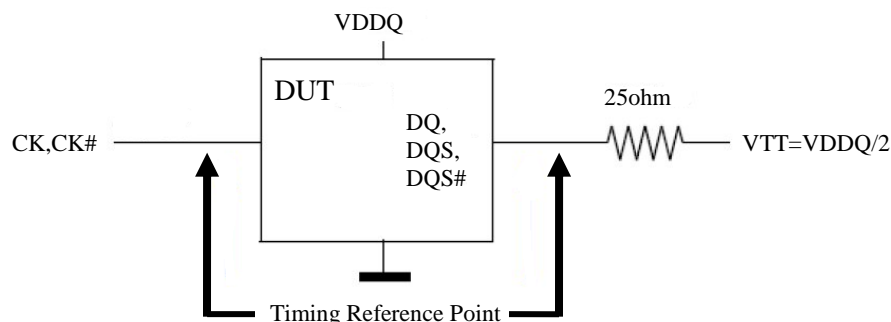 VDDQ
DUT
25ohm
CK,CK#
DQ,
DQS,
DQS#
VTT=VDDQ/2
Timing Reference Point